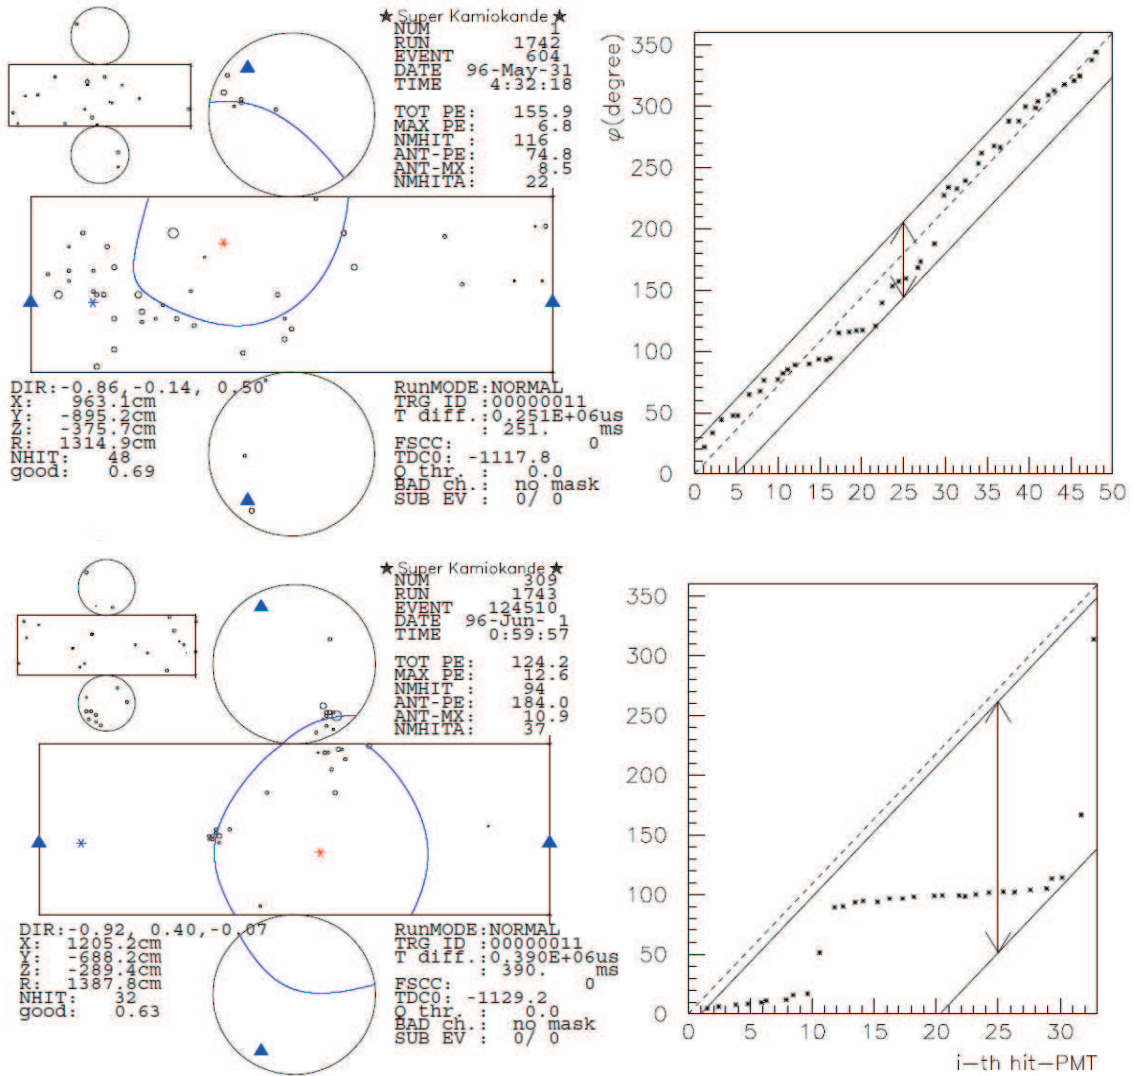 ★ Super Kamiokande ★
NUM 1
RUN 1742
EVENT 604
DATE 96-May-31
TIME 4:32:18
TOT PE: 155.9
MAX PE: 6.8
NMHIT : 116
ANT-PE: 74.8
ANT-MX: 8.5
NMHITA: 22
DIR:-0.86,-0.14, 0.50
X: 963.1cm
Y: -895.2cm
Z: -375.7cm
R: 1314.9cm
NHIT: 48
good: 0.69
RunMODE:NORMAL
TRG ID :00000011
T diff.:0.251E+06us
: 251. ms
FSCC: 0
TDC0: -1117.8
Q thr. : 0.0
BAD ch.: no mask
SUB EV : 0/ 0
φ(degree)
350
300
250
200
150
100
50
0
0 5 10 15 20 25 30 35 40 45 50
★ Super Kamiokande ★
NUM 309
RUN 1743
EVENT 124510
DATE 96-Jun- 1
TIME 0:59:57
TOT PE: 124.2
MAX PE: 12.6
NMHIT : 94
ANT-PE: 184.0
ANT-MX: 10.9
NMHITA: 37
DIR:-0.92, 0.40,-0.07
X: 1205.2cm
Y: -688.2cm
Z: -289.4cm
R: 1387.8cm
NHIT: 32
good: 0.63
RunMODE:NORMAL
TRG ID :00000011
T diff.:0.390E+06us
: 390. ms
FSCC: 0
TDC0: -1129.2
Q thr. : 0.0
BAD ch.: no mask
SUB EV : 0/ 0
350
300
250
200
150
100
50
0
0 5 10 15 20 25 30
i-th hit-PMT